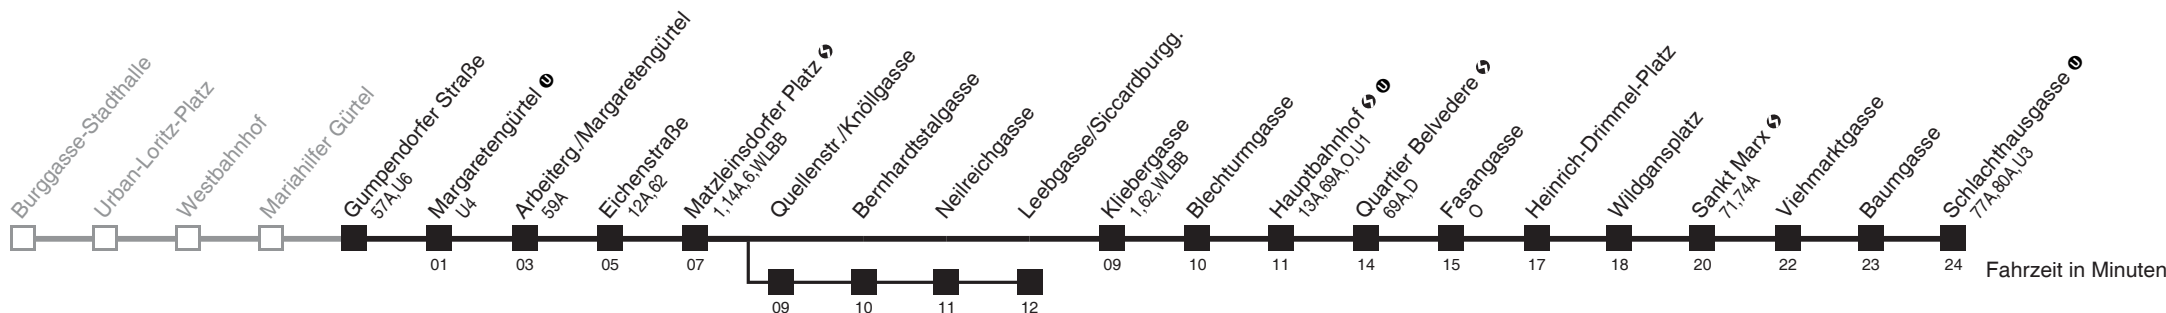 Burggasse-Stadthalle
Urban-Loritz-Platz
Westbahnhof
Mariahilfer Gürtel
Gumpendorfer Straße
57A,U6
Margaretengürtel U
U4
Arbeiterg./Margaretengürtel
59A
Eichenstraße
12A,62
Matzleinsdorfer Platz S
1,14A,6,WLBB
Quellenstr./Knöllgasse
Bernhardtstalgasse
Neilreichgasse
Leebgasse/Siccardburgg.
Kliebergasse
1,62,WLBB
Blechturmgasse
Hauptbahnhof S U
13A,69A,O,U1
Quartier Belvedere S
69A,D
Fasangasse
O
Heinrich-Drimmel-Platz
Wildgansplatz
Sankt Marx S
71,74A
Viehmarktgasse
Baumgasse
Schlachthausgasse U
77A,80A,U3
01 03 05 07 09 10 11 14 15 17 18 20 22 23 24 Fahrzeit in Minuten
09 10 11 12